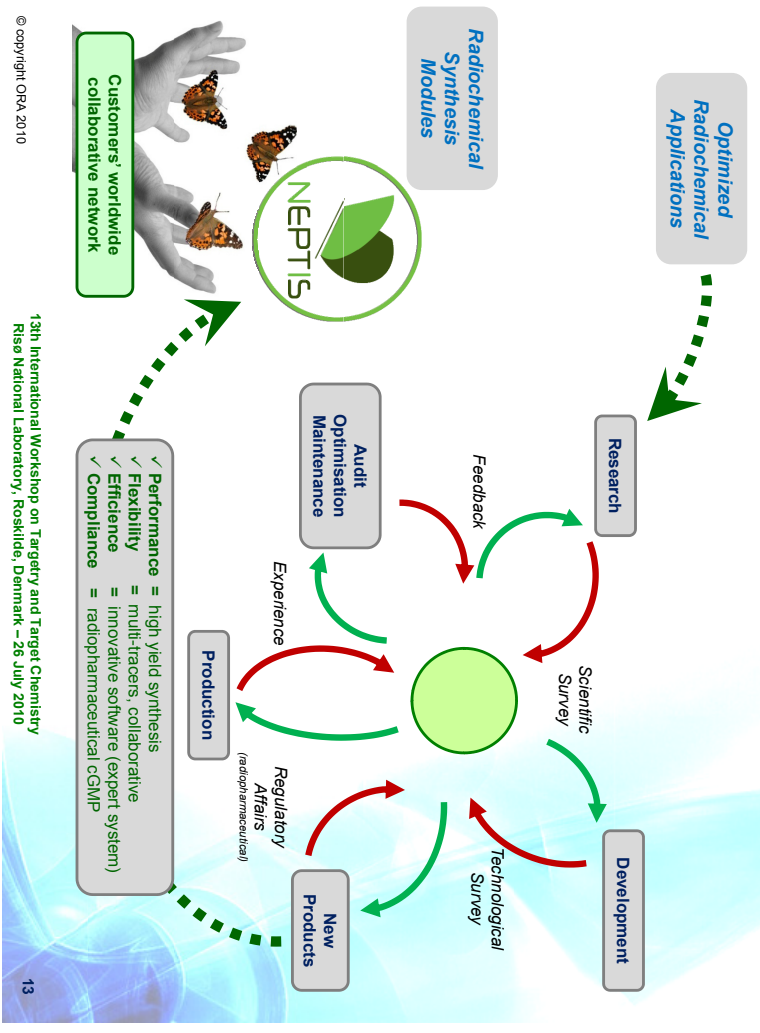 Optimized
Radiochemical
Applications
Radiochemical
Synthesis
Modules
Research
Development
Feedback
Scientific
Survey
Technological
Survey
Audit
Optimisation
Maintenance
Experience
Production
Regulatory
Affairs
(radiopharmaceutical)
New
Products
NEPTIS
Customers' worldwide
collaborative network
✓ Performance = high yield synthesis
✓ Flexibility = multi-tracers, collaborative
✓ Efficience = innovative software (expert system)
✓ Compliance = radiopharmaceutical cGMP
© copyright ORA 2010
13th International Workshop on Targetry and Target Chemistry
Risø National Laboratory, Roskilde, Denmark – 26 July 2010
13